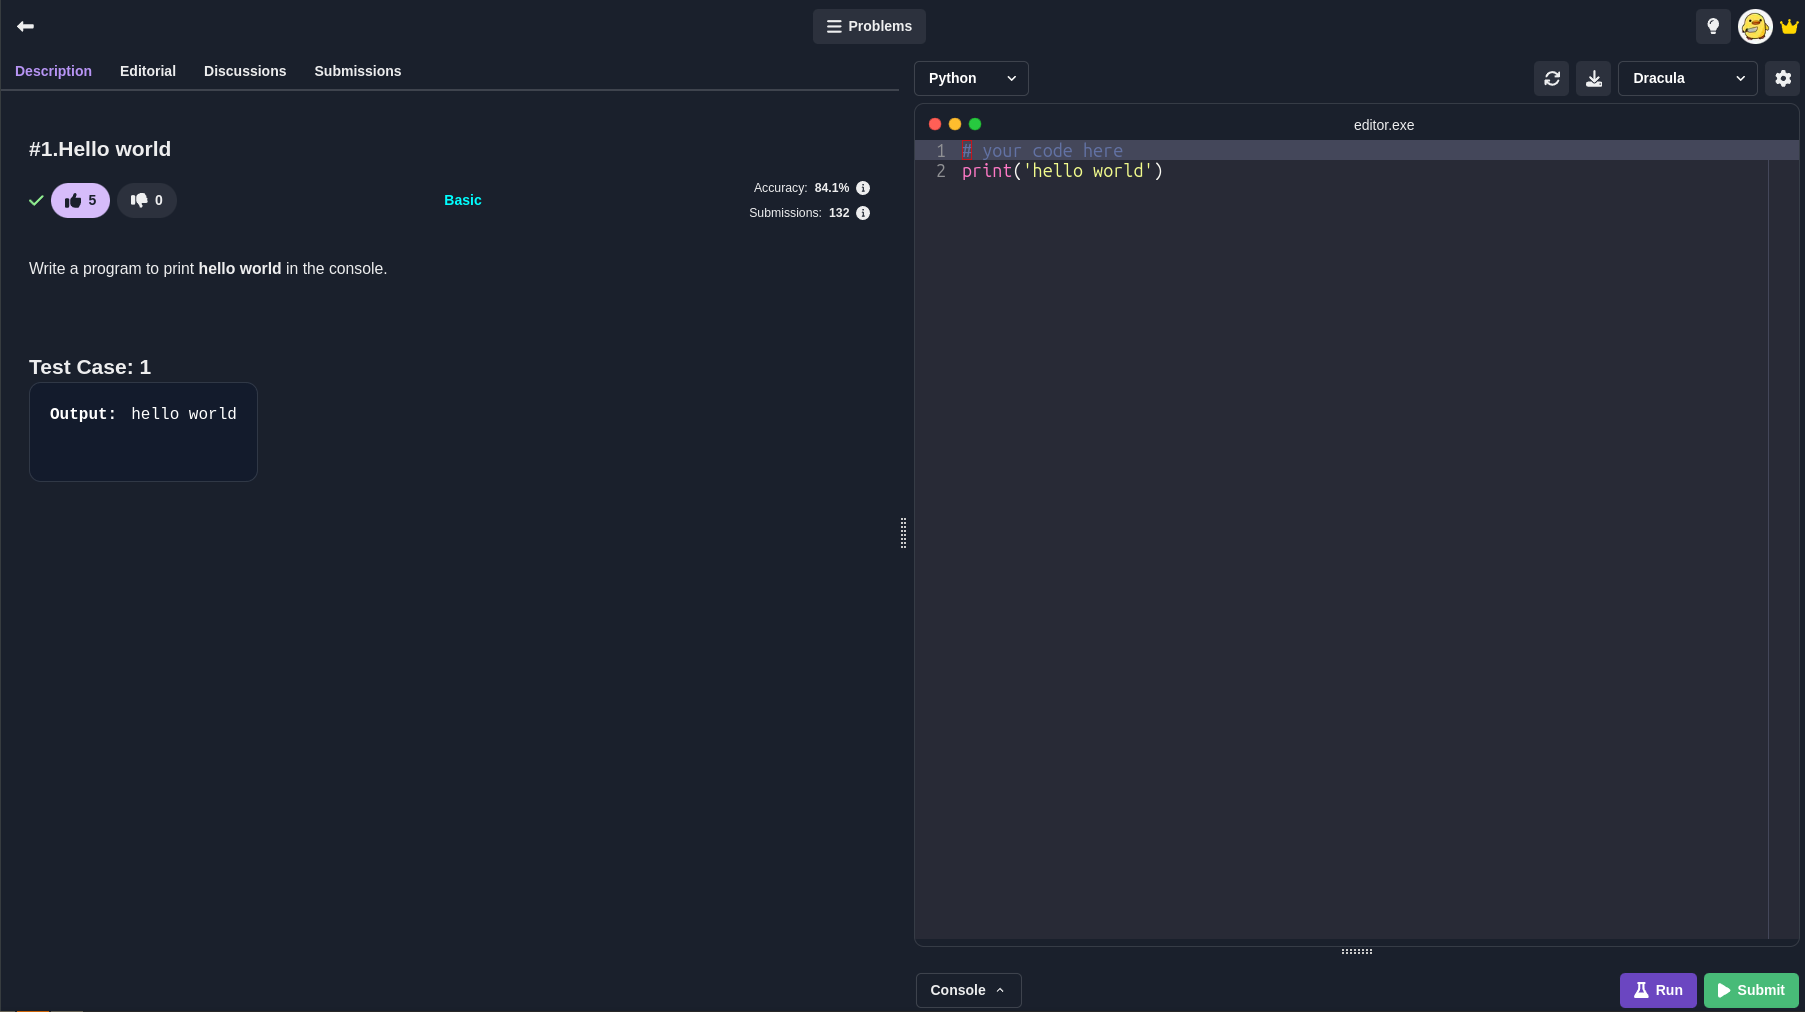 Problems
Description Editorial Discussions Submissions
#1.Hello world
5 0 Basic
Accuracy: 84.1%
Submissions: 132
Write a program to print hello world in the console.
Test Case: 1
Output: hello world
Python Dracula
editor.exe
1 # your code here
2 print('hello world')
Console Run Submit